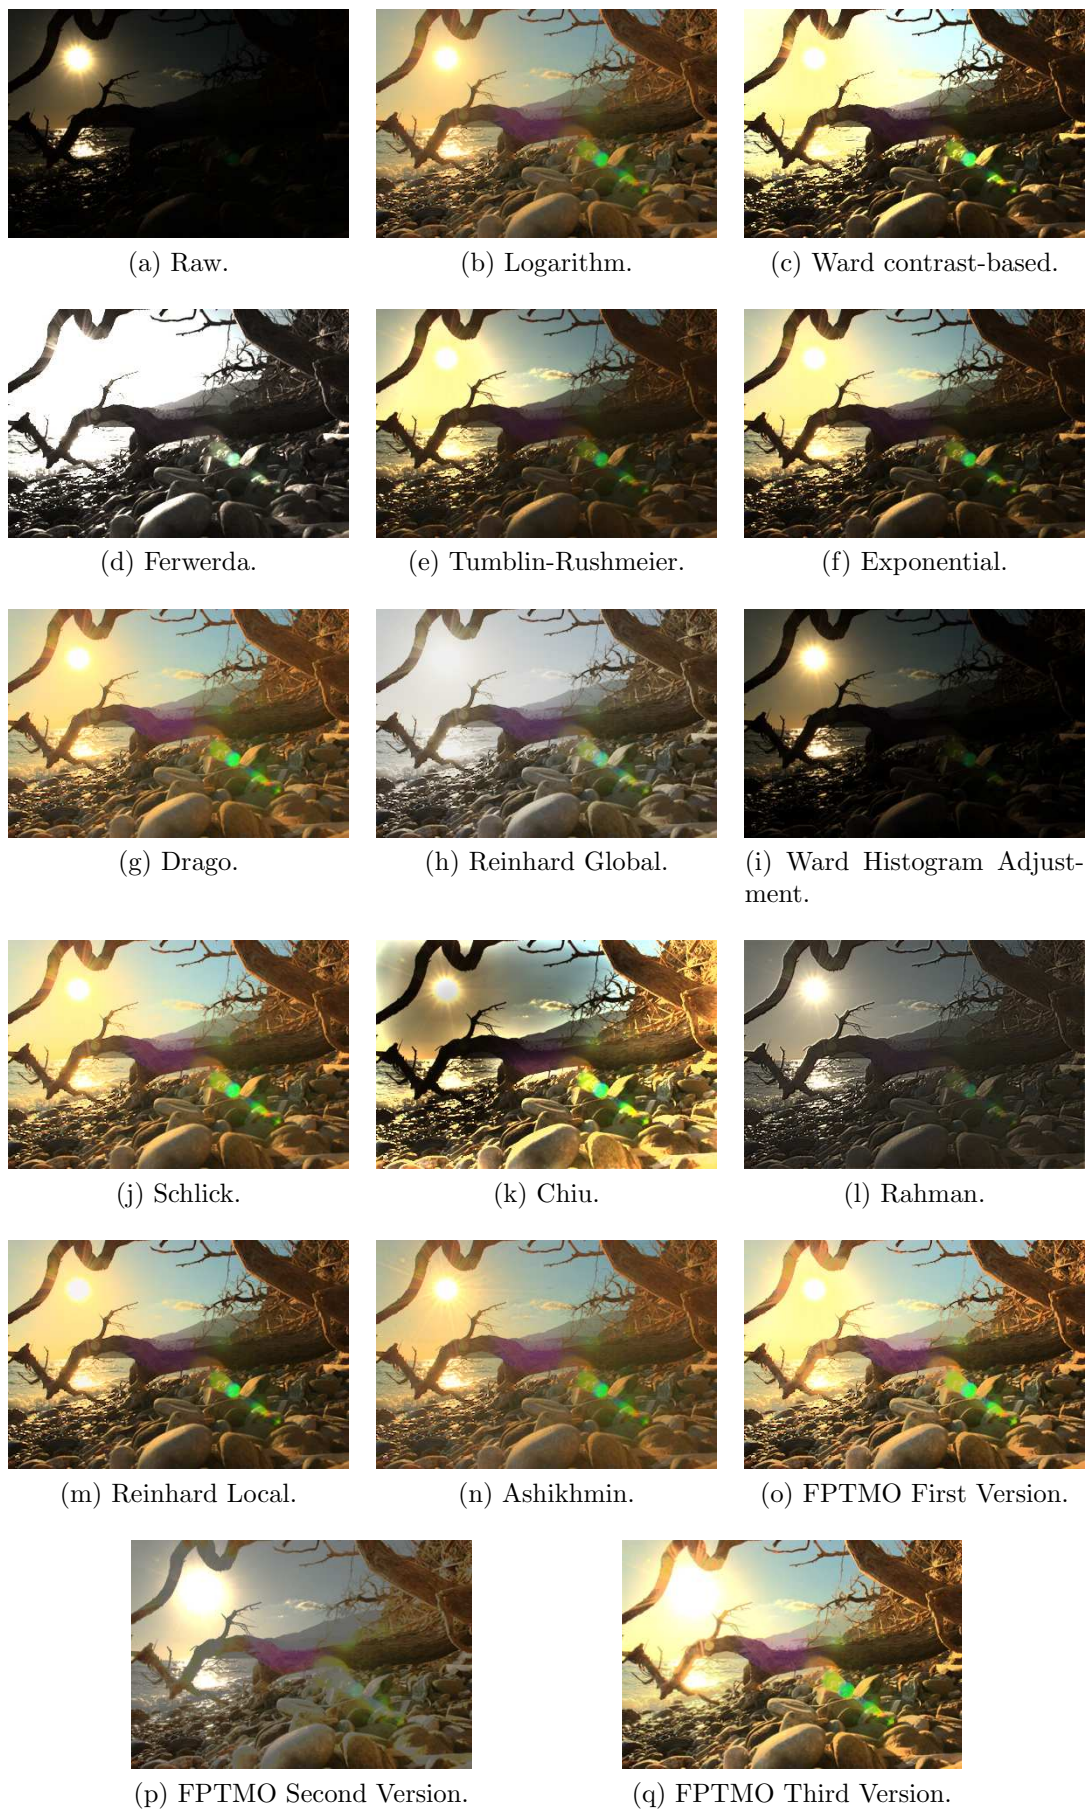 (a) Raw.
(b) Logarithm.
(c) Ward contrast-based.
(d) Ferwerda.
(e) Tumblin-Rushmeier.
(f) Exponential.
(g) Drago.
(h) Reinhard Global.
(i) Ward Histogram Adjust-
ment.
(j) Schlick.
(k) Chiu.
(l) Rahman.
(m) Reinhard Local.
(n) Ashikhmin.
(o) FPTMO First Version.
(p) FPTMO Second Version.
(q) FPTMO Third Version.